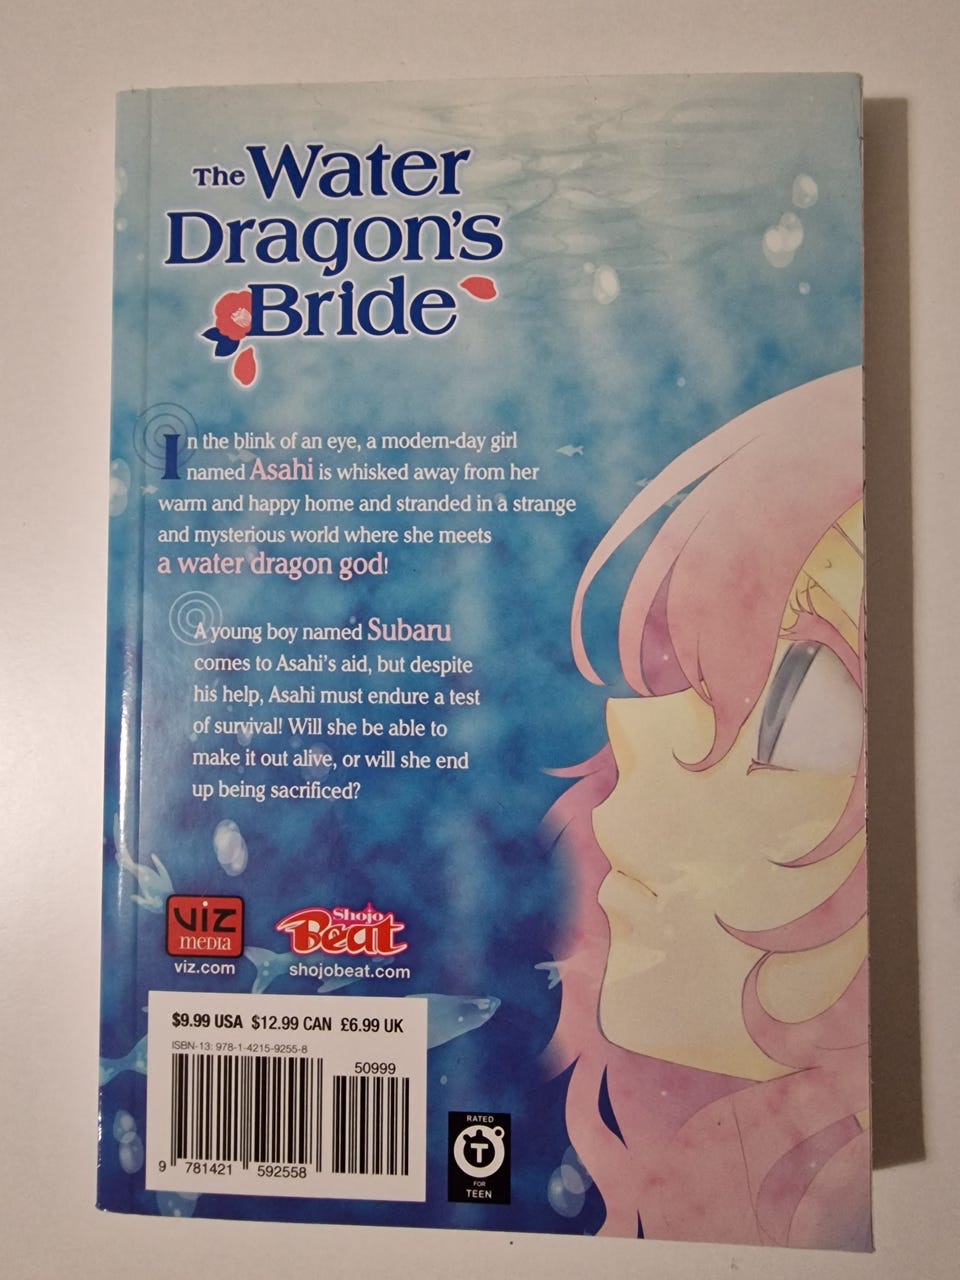 The Water
Dragon's
Bride
In the blink of an eye, a modern-day girl
named Asahi is whisked away from her
warm and happy home and stranded in a strange
and mysterious world where she meets
a water dragon god!
A young boy named Subaru
comes to Asahi's aid, but despite
his help, Asahi must endure a test
of survival! Will she be able to
make it out alive, or will she end
up being sacrificed?
VIZ
MEDIA
viz.com
Shojo
Beat
shojobeat.com
$9.99 USA $12.99 CAN £6.99 UK
ISBN-13: 978-1-4215-9255-8
50999
9 781421 592558
RATED
T
FOR
TEEN